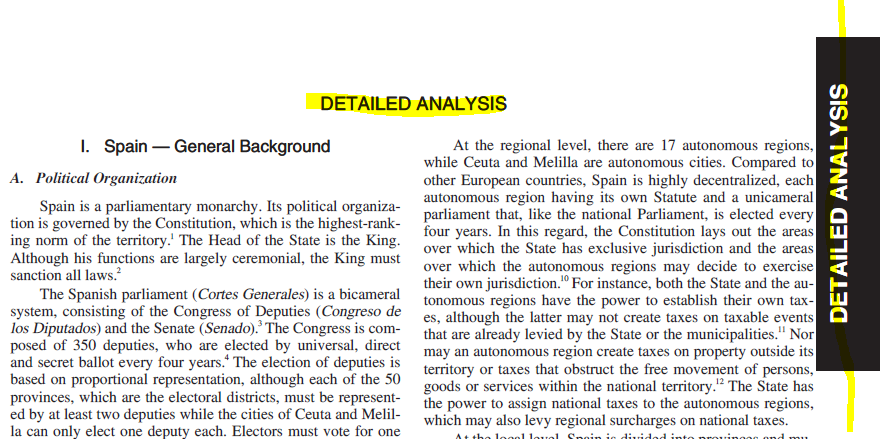 DETAILED ANALYSIS
I. Spain — General Background
A. Political Organization
Spain is a parliamentary monarchy. Its political organiza-
tion is governed by the Constitution, which is the highest-rank-
ing norm of the territory.1 The Head of the State is the King.
Although his functions are largely ceremonial, the King must
sanction all laws.2
The Spanish parliament (Cortes Generales) is a bicameral
system, consisting of the Congress of Deputies (Congreso de
los Diputados) and the Senate (Senado).3 The Congress is com-
posed of 350 deputies, who are elected by universal, direct
and secret ballot every four years.4 The election of deputies is
based on proportional representation, although each of the 50
provinces, which are the electoral districts, must be represent-
ed by at least two deputies while the cities of Ceuta and Melil-
la can only elect one deputy each. Electors must vote for one
At the regional level, there are 17 autonomous regions,
while Ceuta and Melilla are autonomous cities. Compared to
other European countries, Spain is highly decentralized, each
autonomous region having its own Statute and a unicameral
parliament that, like the national Parliament, is elected every
four years. In this regard, the Constitution lays out the areas
over which the State has exclusive jurisdiction and the areas
over which the autonomous regions may decide to exercise
their own jurisdiction.10 For instance, both the State and the au-
tonomous regions have the power to establish their own tax-
es, although the latter may not create taxes on taxable events
that are already levied by the State or the municipalities.11 Nor
may an autonomous region create taxes on property outside its
territory or taxes that obstruct the free movement of persons,
goods or services within the national territory.12 The State has
the power to assign national taxes to the autonomous regions,
which may also levy regional surcharges on national taxes.
At the local level, Spain is divided into provinces and mu-
DETAILED ANALYSIS